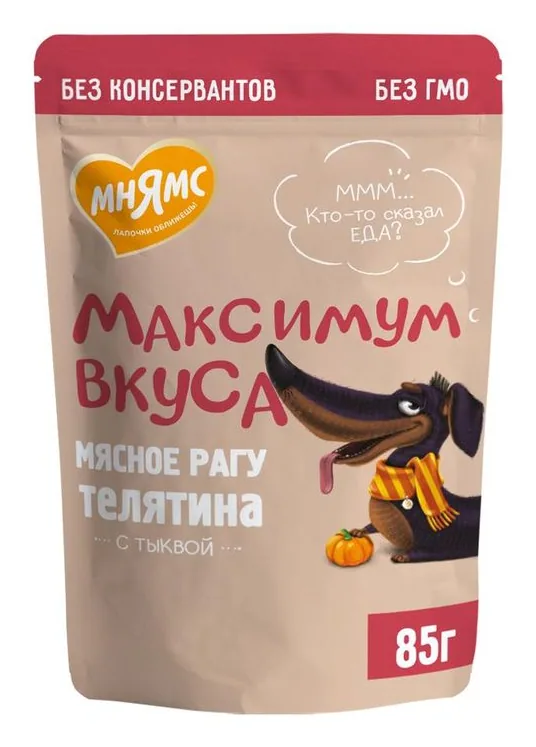 БЕЗ КОНСЕРВАНТОВ
БЕЗ ГМО
МНЯМС
ЛАПОЧКИ ОБЛИЖЕШЬ!
МММ...
Кто-то сказал
ЕДА?
МАКСИМУМ
ВКУСА
МЯСНОЕ РАГУ
ТЕЛЯТИНА
С ТЫКВОЙ
85г